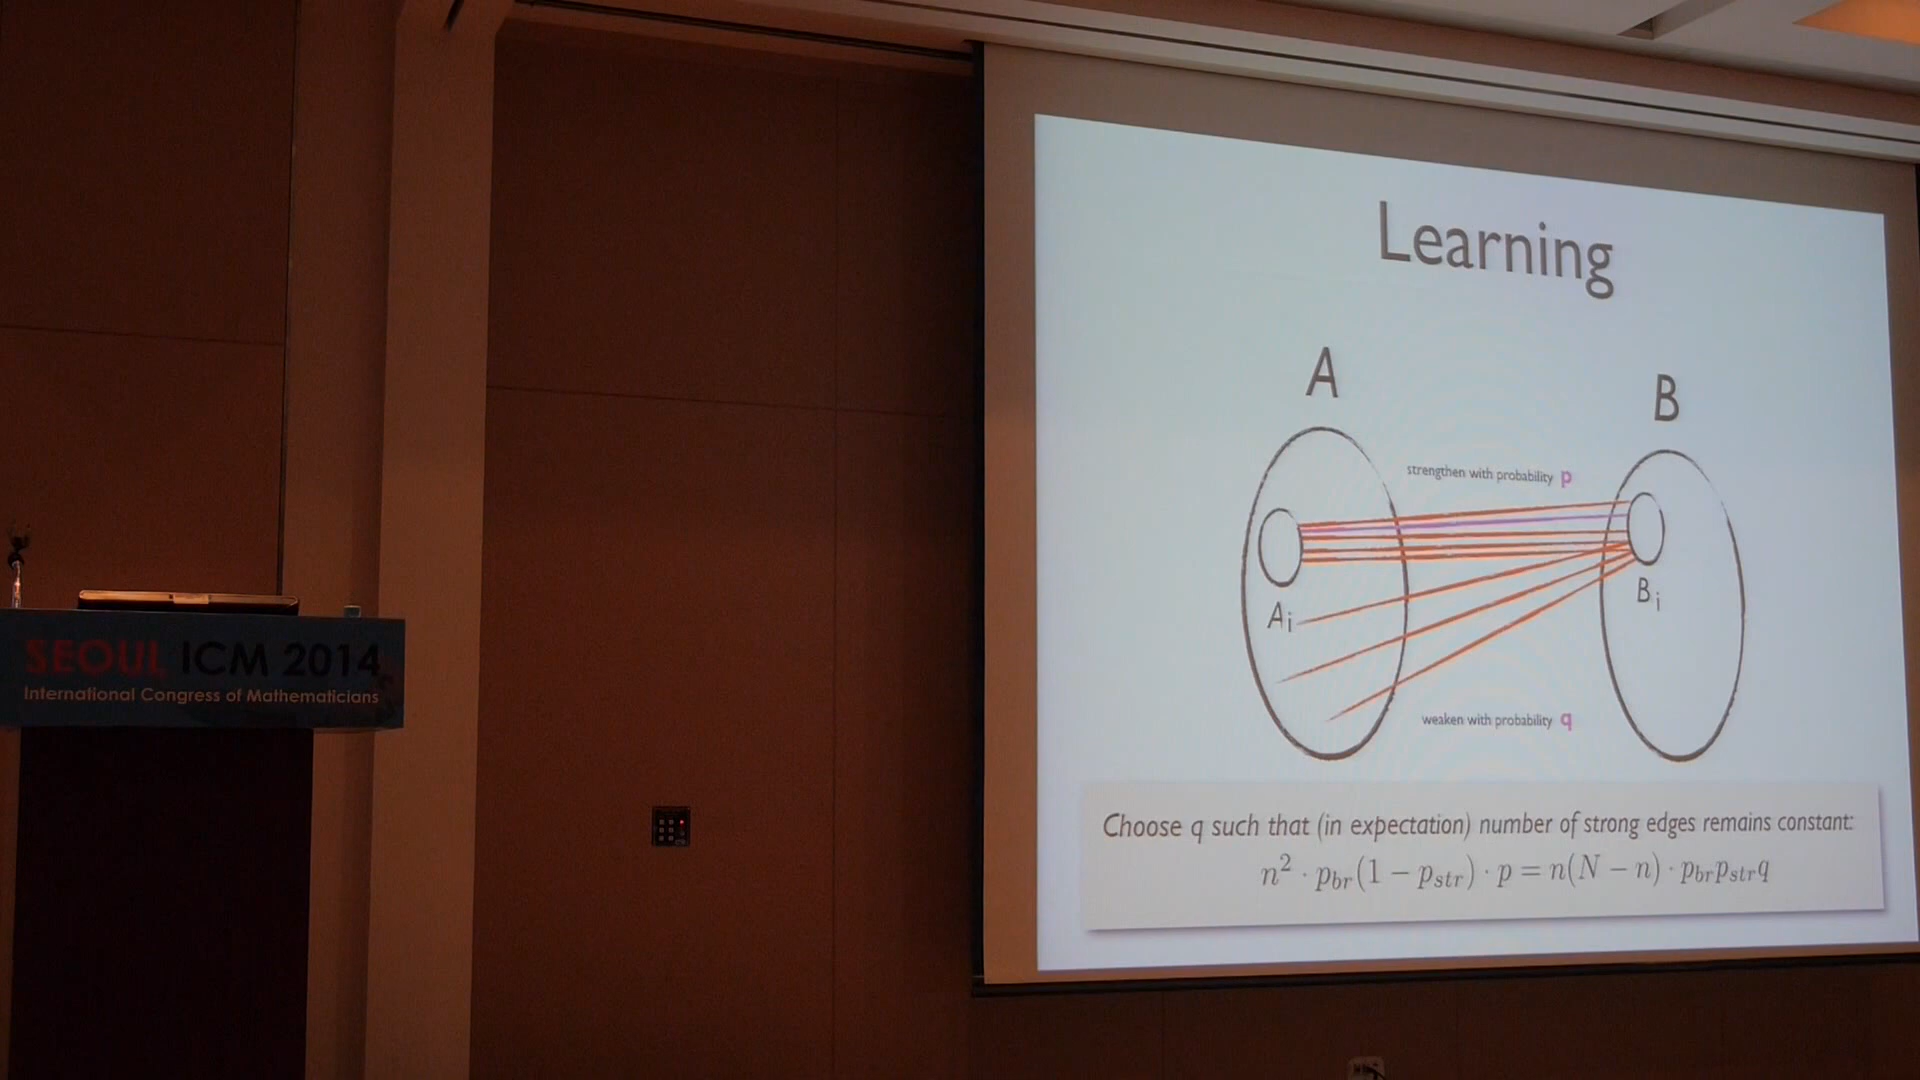 SEOUL ICM 2014
International Congress of Mathematicians
Learning
A
B
strengthen with probability p
A_i
B_i
weaken with probability q
Choose q such that (in expectation) number of strong edges remains constant:
n² · p_br(1 − p_str) · p = n(N − n) · p_br p_str q